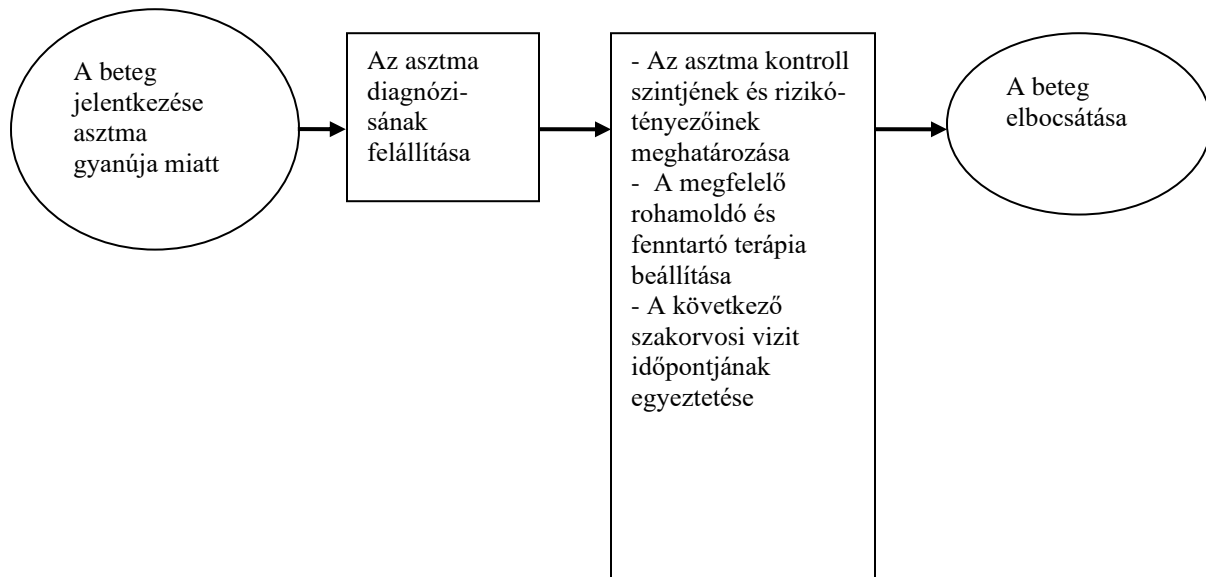 A beteg
jelentkezése
asztma
gyanúja miatt
Az asztma
diagnózi-
sának
felállítása
- Az asztma kontroll
szintjének és rizikó-
tényezőinek
meghatározása
- A megfelelő
rohamoldó és
fenntartó terápia
beállítása
- A következő
szakorvosi vizit
időpontjának
egyeztetése
A beteg
elbocsátása